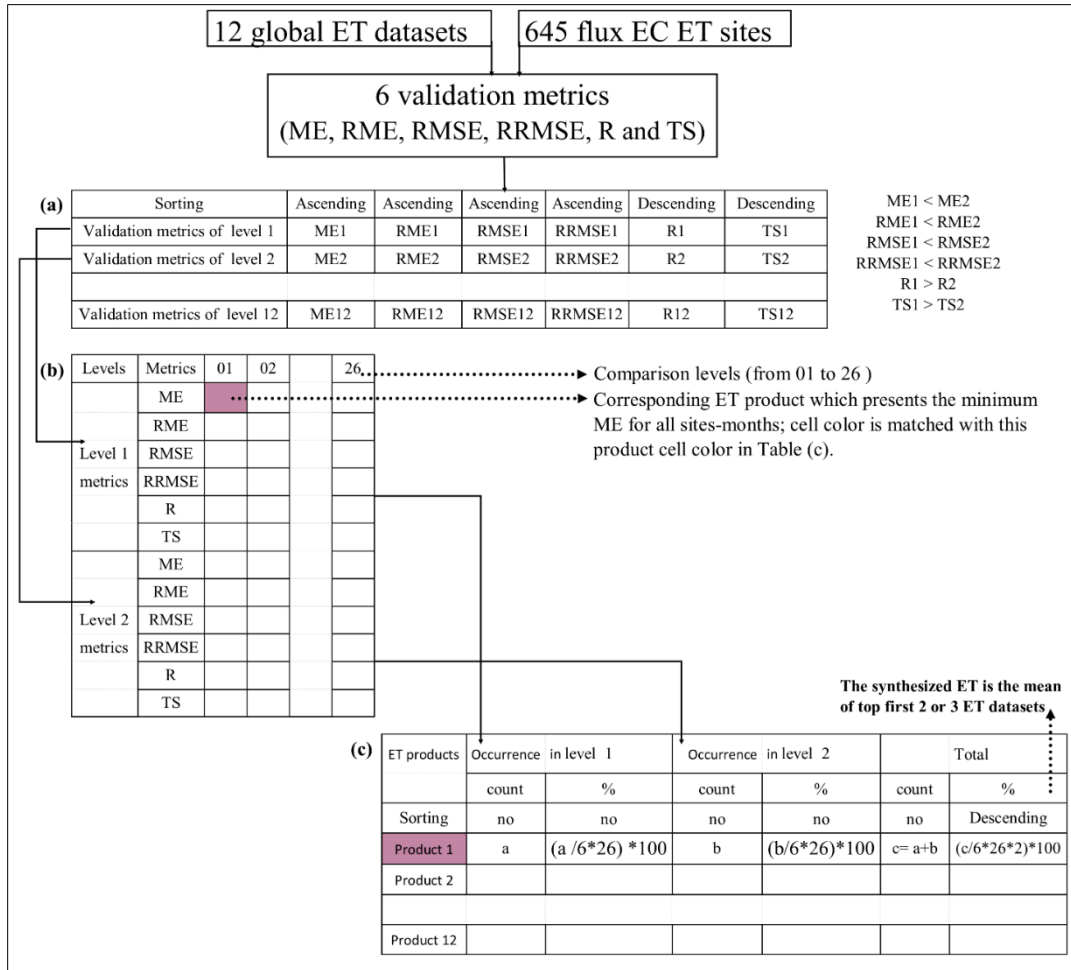 12 global ET datasets
645 flux EC ET sites
6 validation metrics
(ME, RME, RMSE, RRMSE, R and TS)
(a)
Sorting Ascending Ascending Ascending Ascending Descending Descending
Validation metrics of level 1 ME1 RME1 RMSE1 RRMSE1 R1 TS1
Validation metrics of level 2 ME2 RME2 RMSE2 RRMSE2 R2 TS2
Validation metrics of level 12 ME12 RME12 RMSE12 RRMSE12 R12 TS12
ME1 < ME2
RME1 < RME2
RMSE1 < RMSE2
RRMSE1 < RRMSE2
R1 > R2
TS1 > TS2
(b)
Levels Metrics 01 02 26
ME
RME
Level 1 RMSE
metrics RRMSE
R
TS
ME
RME
Level 2 RMSE
metrics RRMSE
R
TS
Comparison levels (from 01 to 26 )
Corresponding ET product which presents the minimum
ME for all sites-months; cell color is matched with this
product cell color in Table (c).
The synthesized ET is the mean
of top first 2 or 3 ET datasets
(c)
ET products Occurrence in level 1 Occurrence in level 2 Total
count % count % count %
Sorting no no no no no Descending
Product 1 a (a /6*26) *100 b (b/6*26)*100 c= a+b (c/6*26*2)*100
Product 2
Product 12